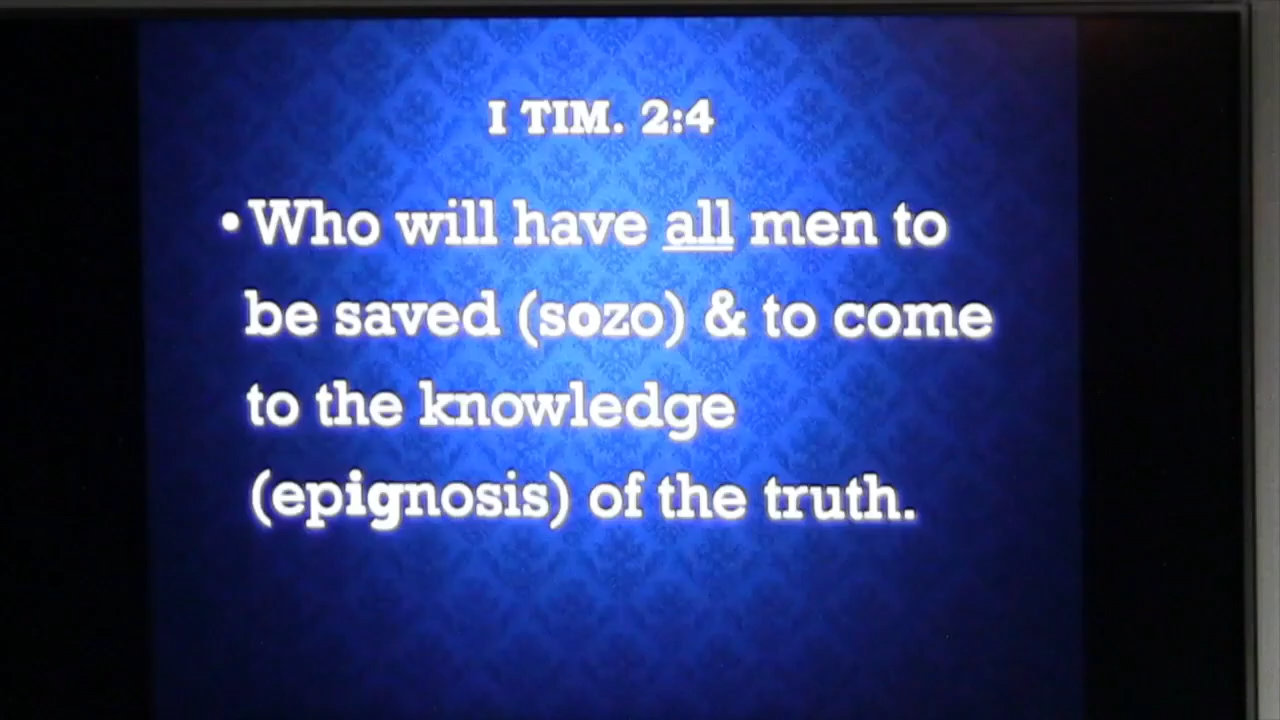 I TIM. 2:4
• Who will have all men to
be saved (sozo) & to come
to the knowledge
(epignosis) of the truth.